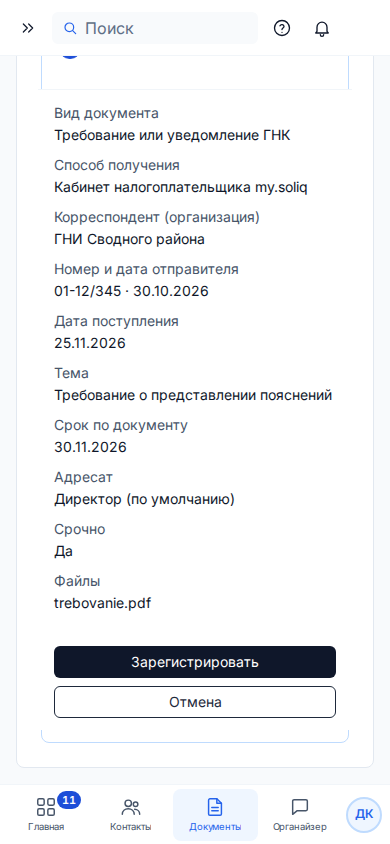 Поиск
Вид документа
Требование или уведомление ГНК
Способ получения
Кабинет налогоплательщика my.soliq
Корреспондент (организация)
ГНИ Сводного района
Номер и дата отправителя
01-12/345 · 30.10.2026
Дата поступления
25.11.2026
Тема
Требование о представлении пояснений
Срок по документу
30.11.2026
Адресат
Директор (по умолчанию)
Срочно
Да
Файлы
trebovanie.pdf
Зарегистрировать
Отмена
11
Главная
Контакты
Документы
Органайзер
ДК